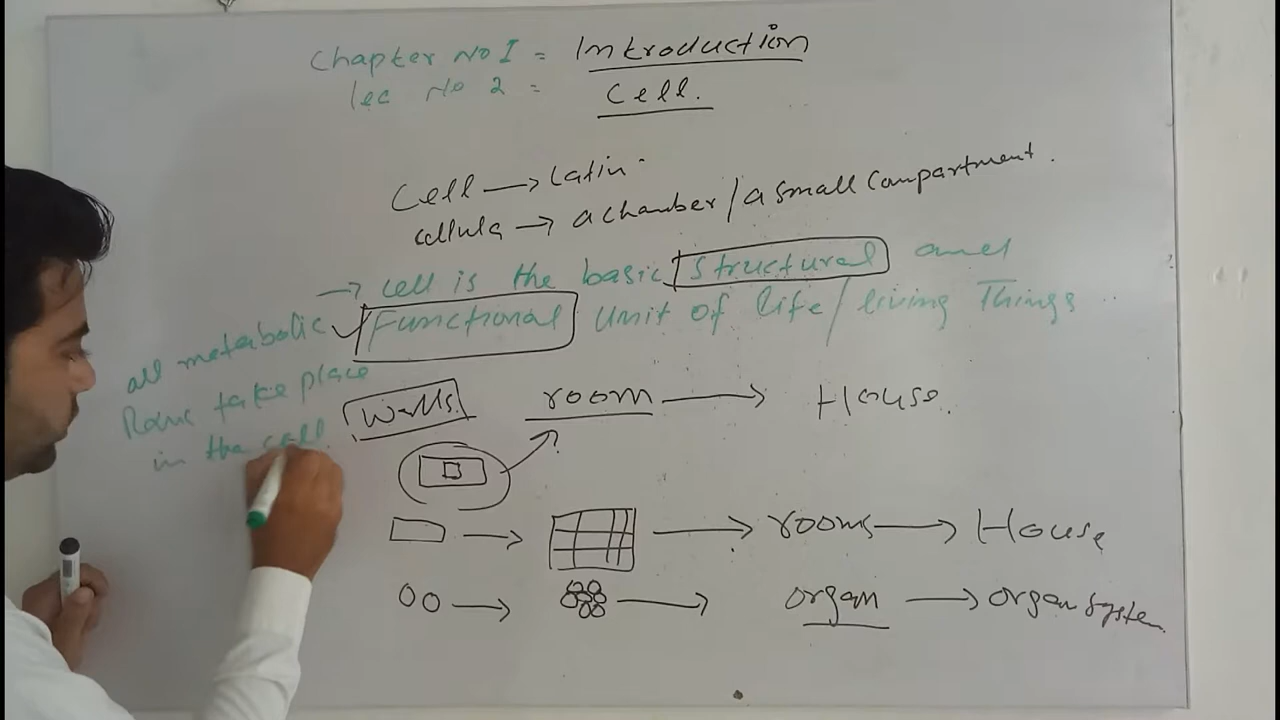 Chapter No I = Introduction
lec No 2 = Cell.
Cell → Latin
cellula → a chamber / a small Compartment.
→ cell is the basic Structural and
Functional Unit of life / living Things
all metabolic
take place
in the cell.
Walls. room → House.
→ → rooms → House
→ → organ → organ system